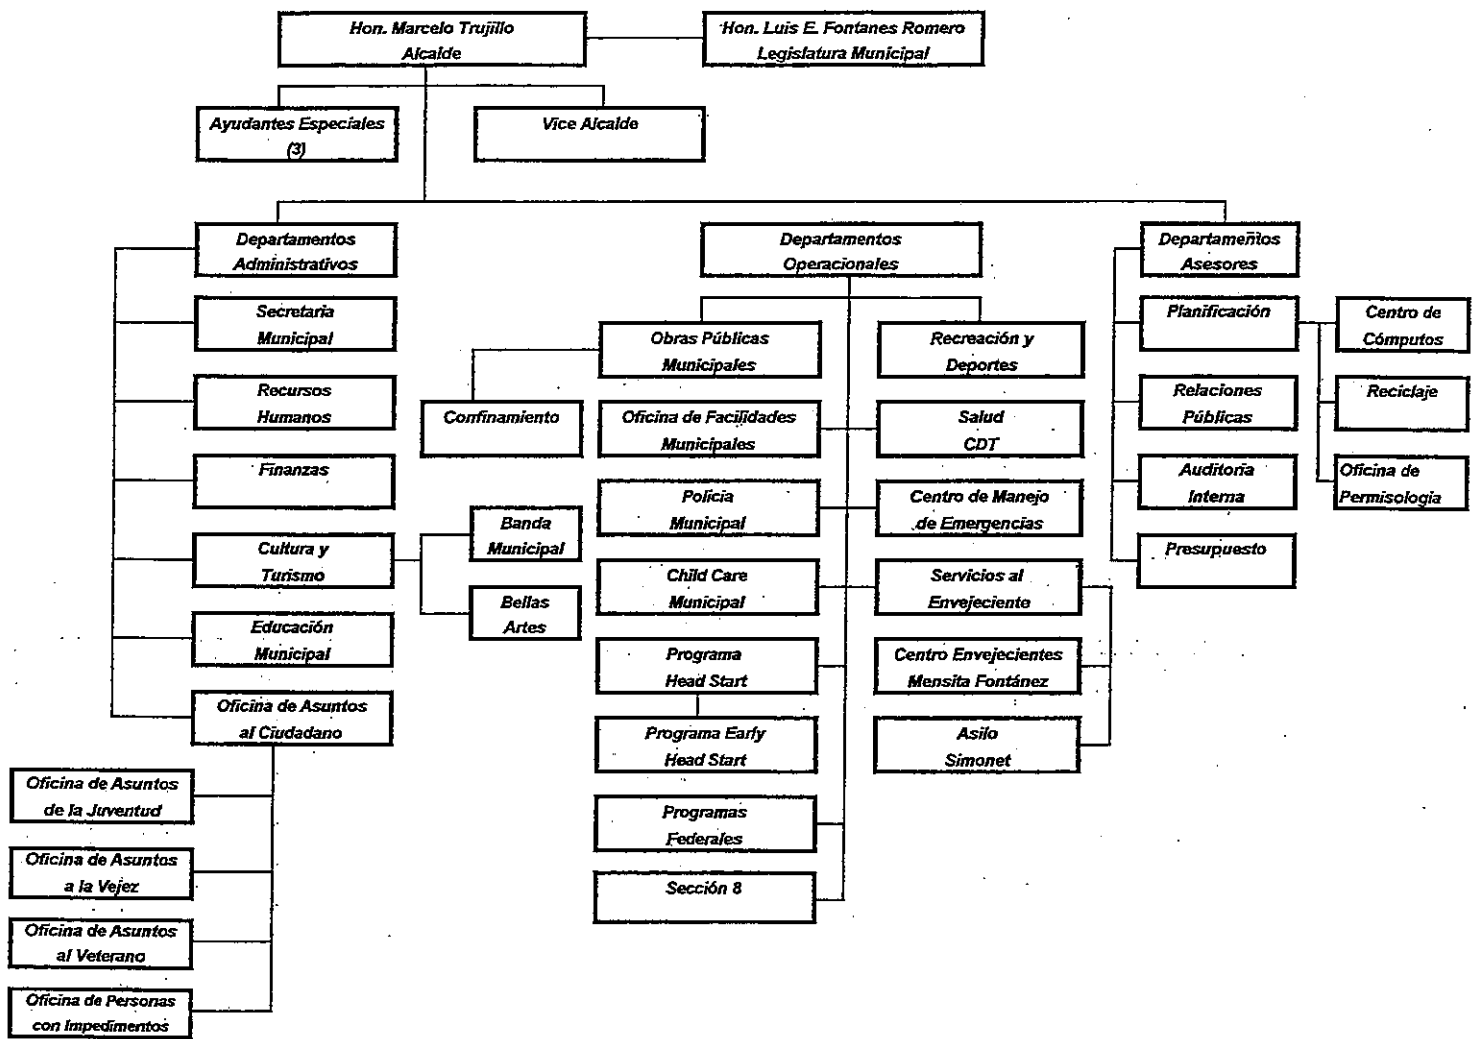 Hon. Marcelo Trujillo
Alcalde
Hon. Luis E. Fontanes Romero
Legislatura Municipal
Ayudantes Especiales
(3)
Vice Alcalde
Departamentos
Administrativos
Secretaria
Municipal
Recursos
Humanos
Finanzas
Cultura y
Turismo
Banda
Municipal
Bellas
Artes
Educación
Municipal
Oficina de Asuntos
al Ciudadano
Oficina de Asuntos
de la Juventud
Oficina de Asuntos
a la Vejez
Oficina de Asuntos
al Veterano
Oficina de Personas
con Impedimentos
Departamentos
Operacionales
Obras Públicas
Municipales
Confinamiento
Recreación y
Deportes
Oficina de Facilidades
Municipales
Salud
CDT
Policia
Municipal
Centro de Manejo
de Emergencias
Child Care
Municipal
Servicios al
Envejeciente
Programa
Head Start
Centro Envejecientes
Mensita Fontánez
Programa Early
Head Start
Asilo
Simonet
Programas
Federales
Sección 8
Departamentos
Asesores
Planificación
Centro de
Cómputos
Relaciones
Públicas
Reciclaje
Auditoria
Interna
Oficina de
Permisologia
Presupuesto